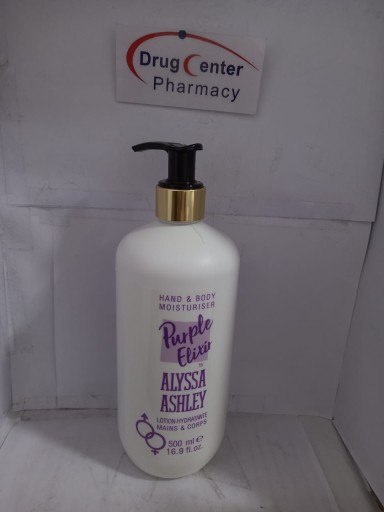 Drug Center
Pharmacy
HAND & BODY
MOISTURISER
Purple
Elixir
by
ALYSSA
ASHLEY
LOTION HYDRATANTE
MAINS & CORPS
500 ml e
16.9 fl.oz.